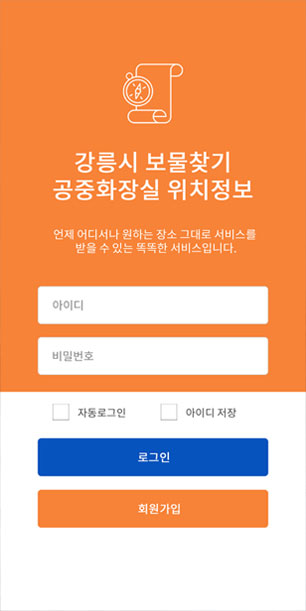 강릉시 보물찾기
공중화장실 위치정보
언제 어디서나 원하는 장소 그대로 서비스를
받을 수 있는 똑똑한 서비스입니다.
아이디
비밀번호
자동로그인 아이디 저장
로그인
회원가입